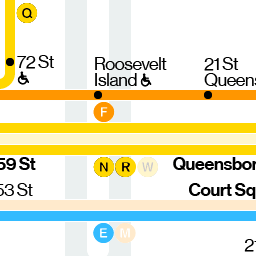 Q
72 St
Roosevelt
Island
21 St
Queens
F
59 St
N R W
Queensbor
53 St
Court Sq
E M
21